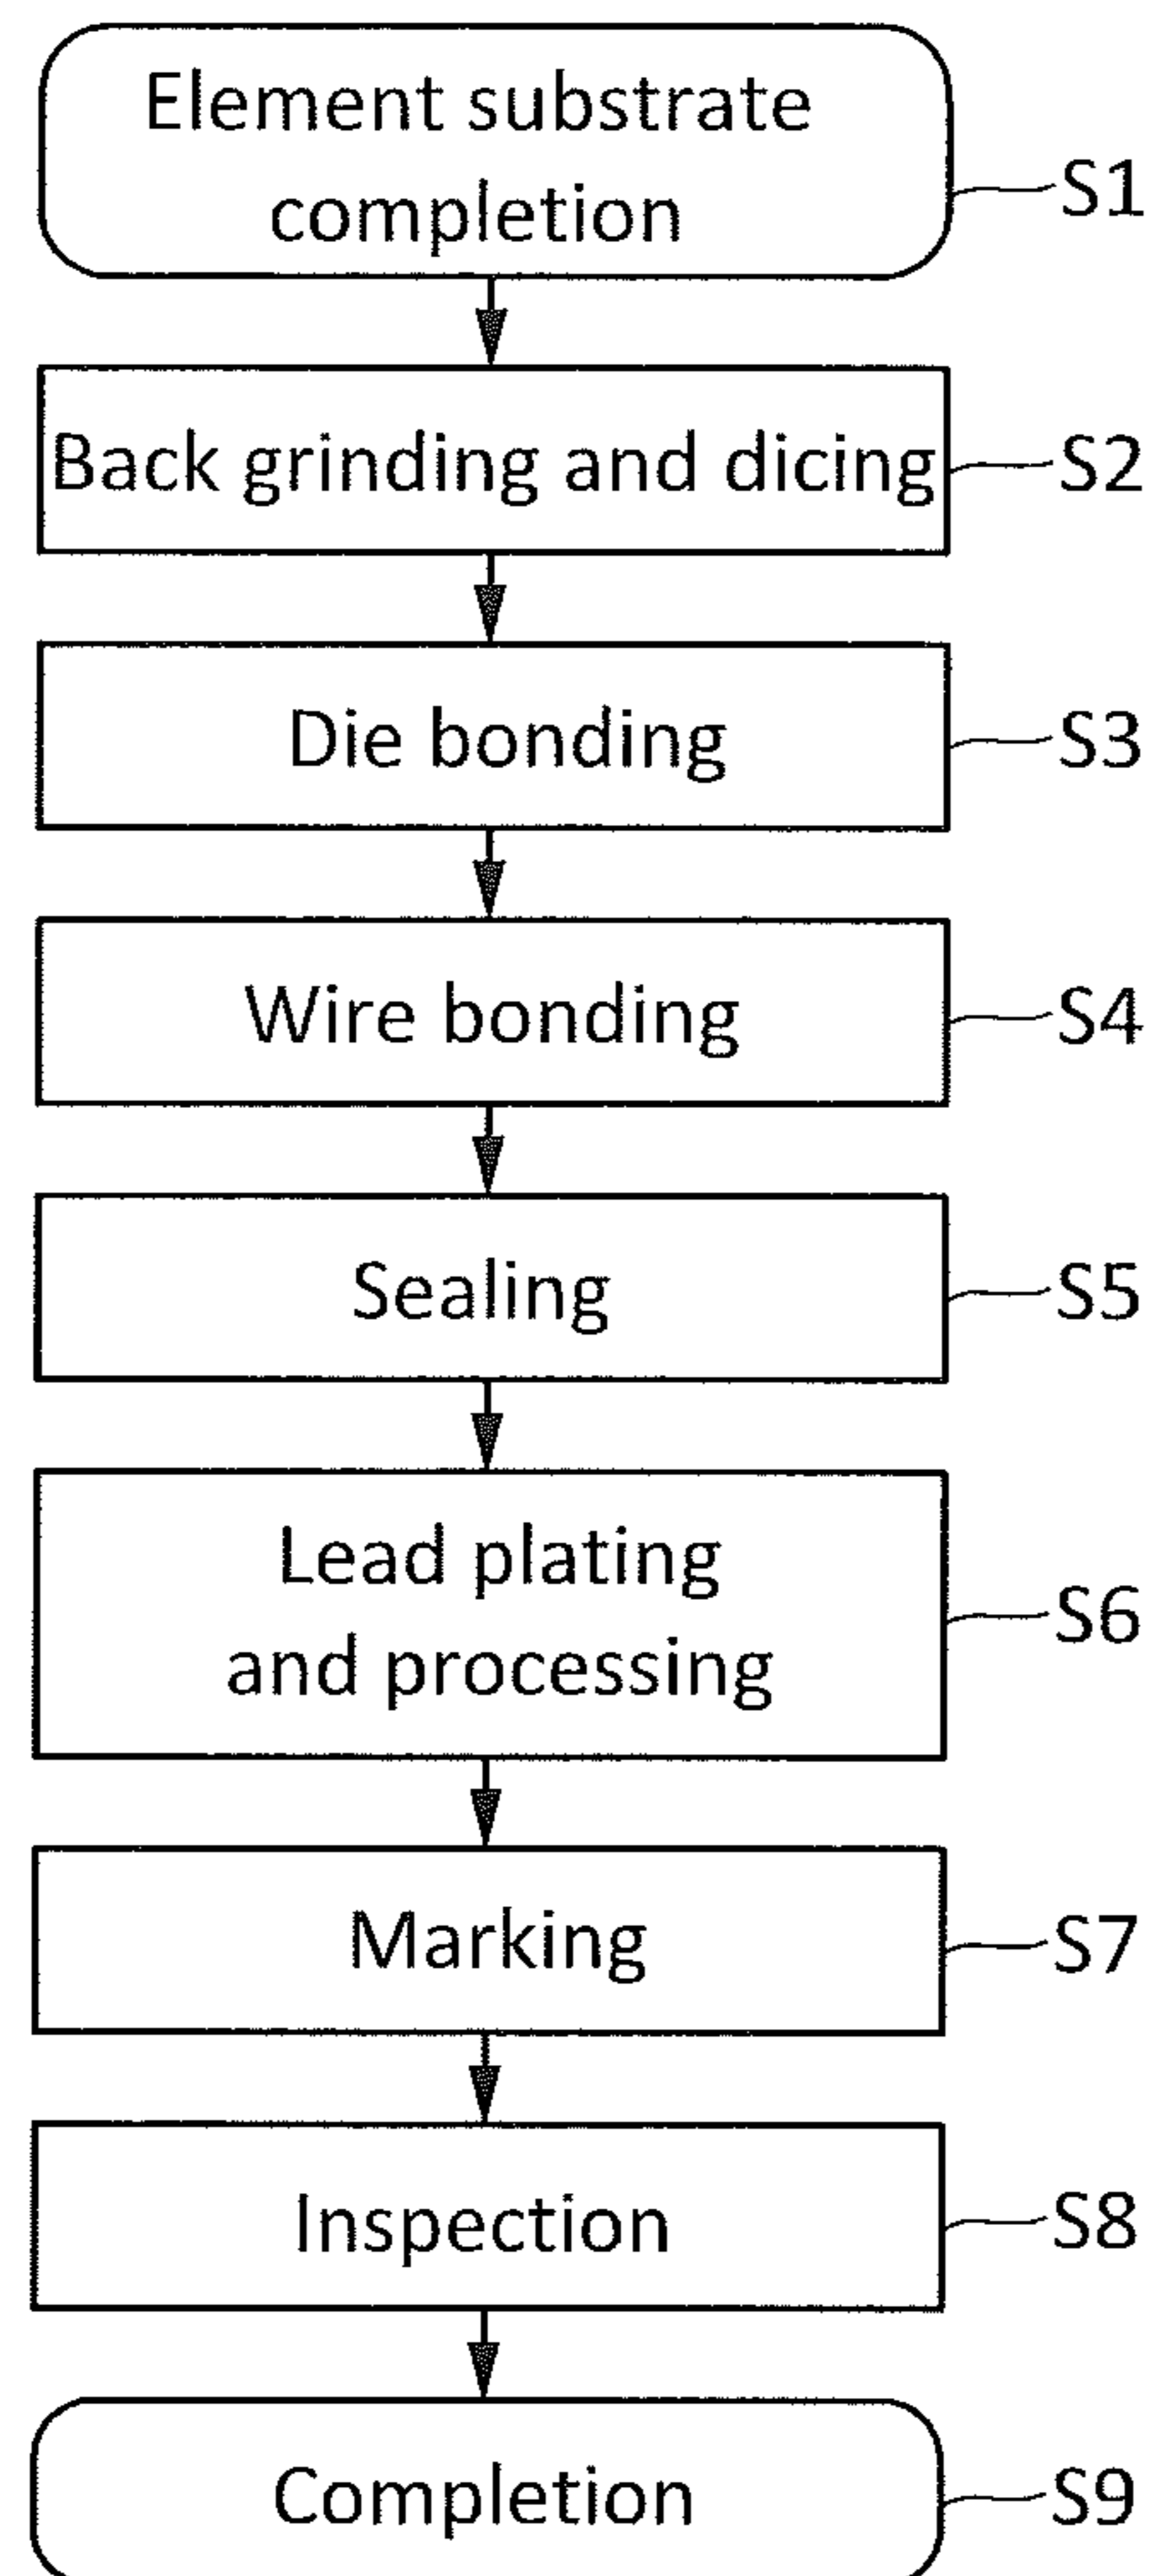 Element substrate
completion
S1
Back grinding and dicing
S2
Die bonding
S3
Wire bonding
S4
Sealing
S5
Lead plating
and processing
S6
Marking
S7
Inspection
S8
Completion
S9